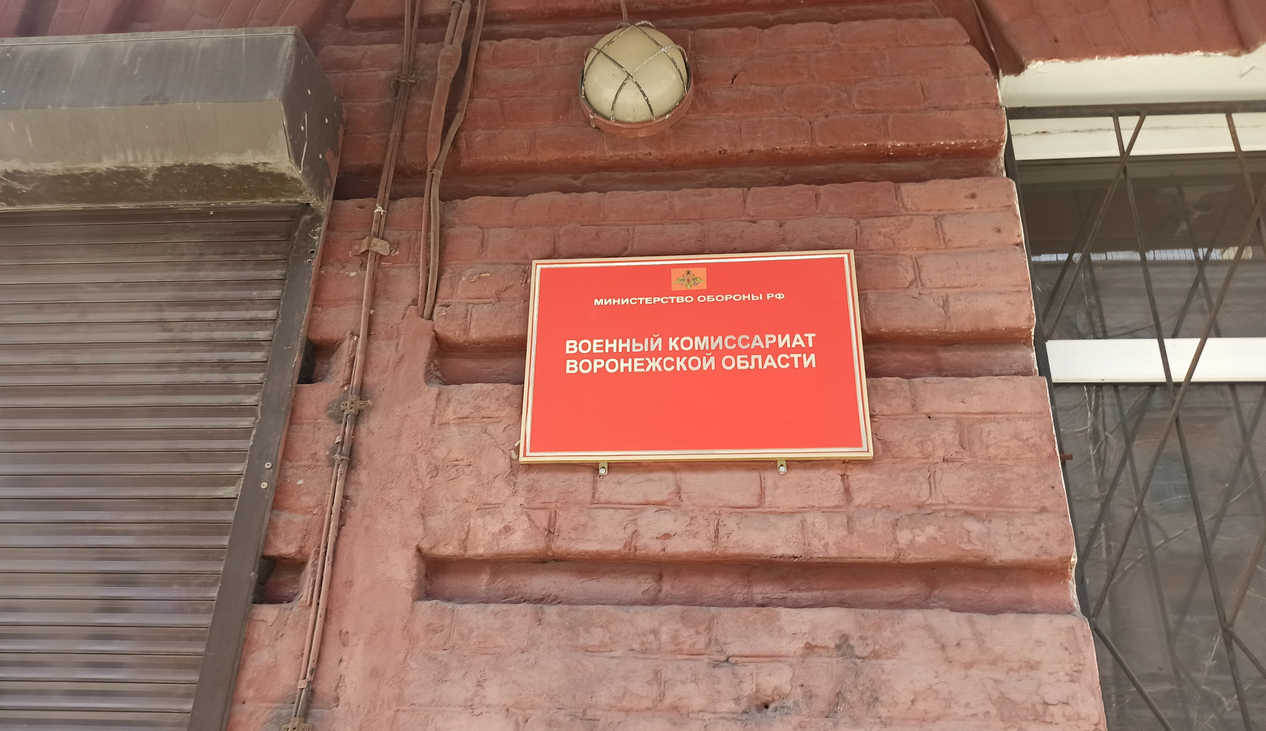 МИНИСТЕРСТВО ОБОРОНЫ РФ
ВОЕННЫЙ КОМИССАРИАТ
ВОРОНЕЖСКОЙ ОБЛАСТИ